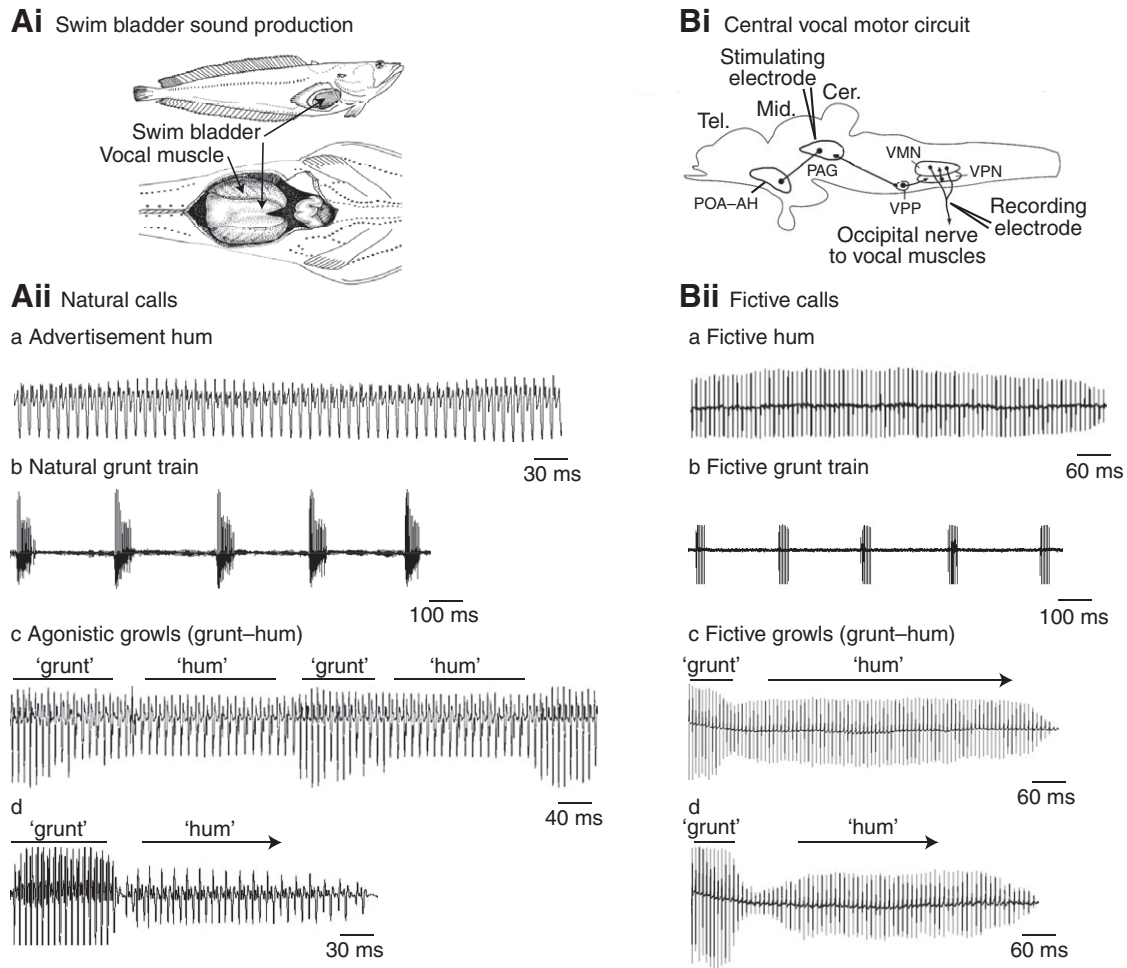 Ai Swim bladder sound production
Swim bladder
Vocal muscle
Bi Central vocal motor circuit
Stimulating
electrode
Cer.
Mid.
Tel.
VMN
VPN
PAG
POA–AH
VPP
Recording
electrode
Occipital nerve
to vocal muscles
Aii Natural calls
a Advertisement hum
30 ms
b Natural grunt train
100 ms
c Agonistic growls (grunt–hum)
‘grunt’ ‘hum’ ‘grunt’ ‘hum’
40 ms
d
‘grunt’ ‘hum’
30 ms
Bii Fictive calls
a Fictive hum
60 ms
b Fictive grunt train
100 ms
c Fictive growls (grunt–hum)
‘grunt’ ‘hum’
60 ms
d
‘grunt’ ‘hum’
60 ms